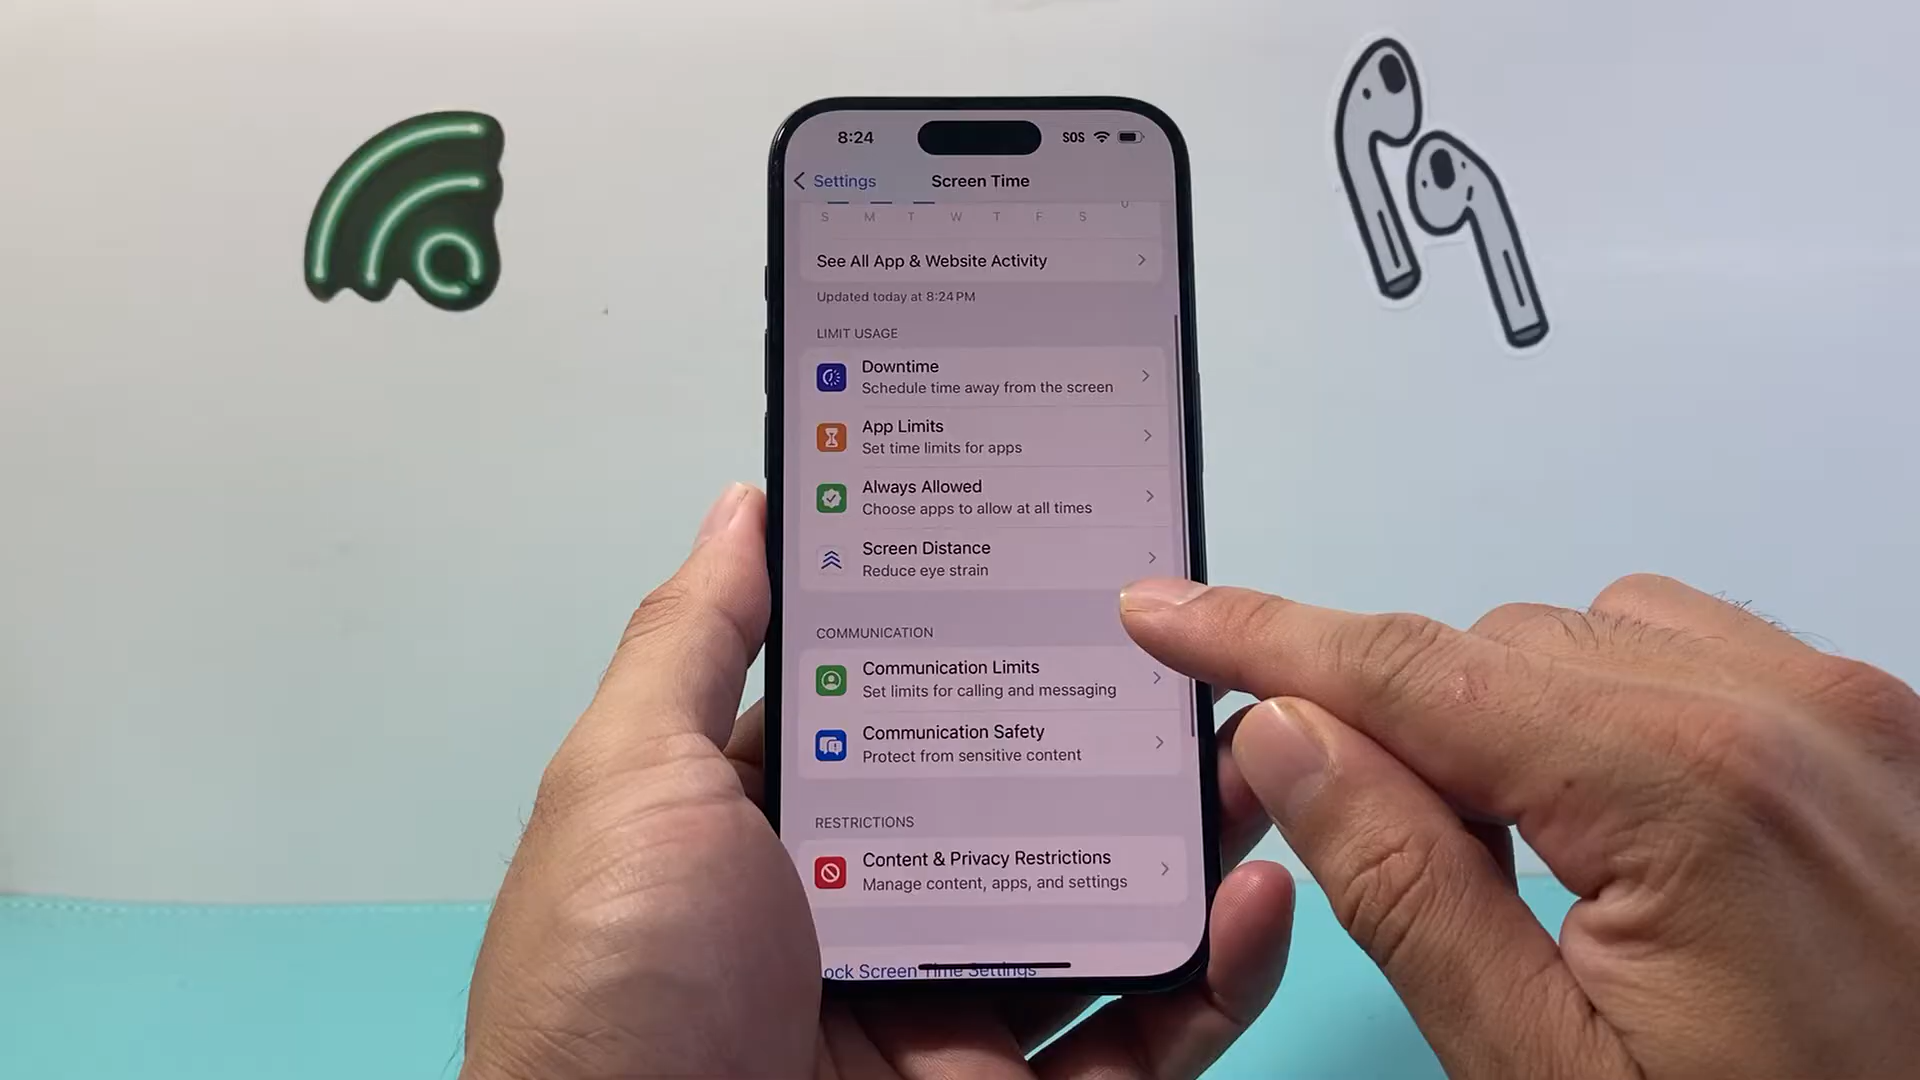 8:24
SOS
Settings
Screen Time
S M T W T F S
0
See All App & Website Activity
Updated today at 8:24 PM
LIMIT USAGE
Downtime
Schedule time away from the screen
App Limits
Set time limits for apps
Always Allowed
Choose apps to allow at all times
Screen Distance
Reduce eye strain
COMMUNICATION
Communication Limits
Set limits for calling and messaging
Communication Safety
Protect from sensitive content
RESTRICTIONS
Content & Privacy Restrictions
Manage content, apps, and settings
ock Screen Time Settings